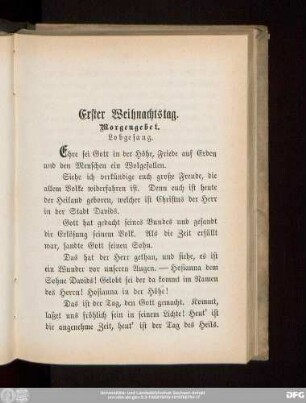 Erster Weihnachtstag.
Morgengebet.
Lobgesang.
Ehre sei Gott in der Höhe, Friede auf Erden
und den Menschen ein Wolgefallen.
Siehe ich verkündige euch große Freude, die
allem Volke widerfahren ist. Denn euch ist heute
der Heiland geboren, welcher ist Christus der Herr
in der Stadt Davids.
Gott hat gedacht seines Bundes und gesandt
die Erlösung seinem Volk. Als die Zeit erfüllt
war, sandte Gott seinen Sohn.
Das hat der Herr gethan, und siehe, es ist
ein Wunder vor unseren Augen. — Hosianna dem
Sohne Davids! Gelobt sei der da kommt im Namen
des Herrn! Hosianna in der Höhe!
Das ist der Tag, den Gott gemacht. Kommt,
laßet uns fröhlich sein in seinem Lichte! Heut' ist
die angenehme Zeit, heut' ist der Tag des Heils.
DFG